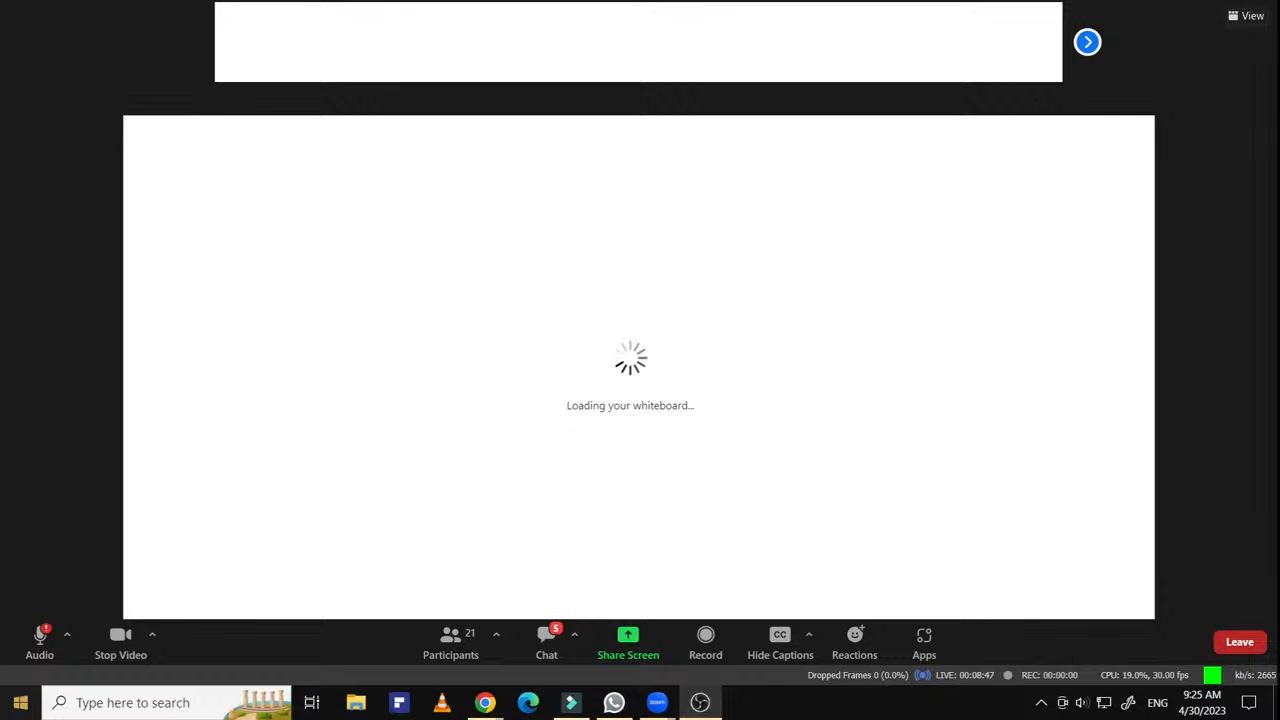 View
Loading your whiteboard...
21
5
CC
Audio
Stop Video
Participants
Chat
Share Screen
Record
Hide Captions
Reactions
Apps
Leave
Dropped Frames 0 (0.0%)
LIVE: 00:08:47
REC: 00:00:00
CPU: 19.0%, 30.00 fps
kb/s: 2665
Type here to search
zoom
ENG
9:25 AM
4/30/2023